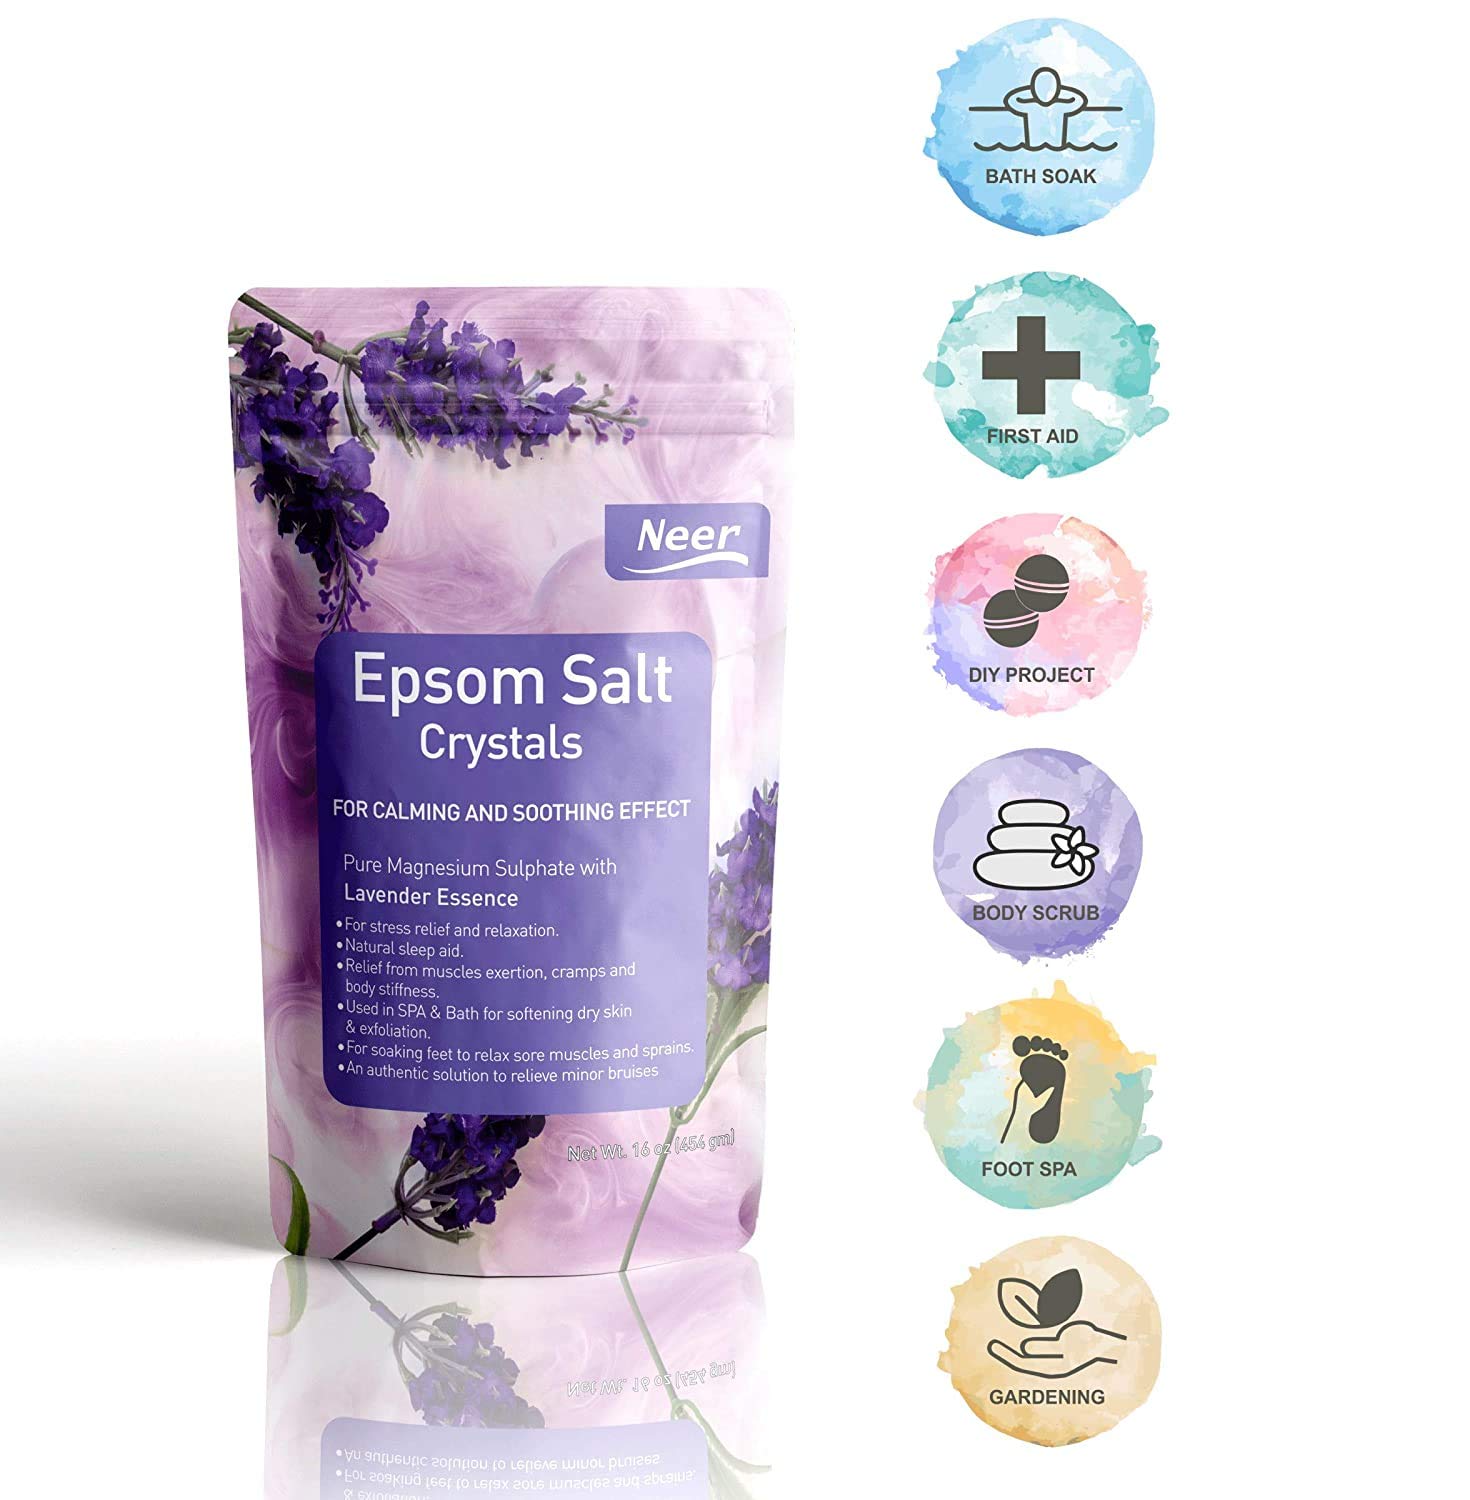 Neer
Epsom Salt
Crystals
FOR CALMING AND SOOTHING EFFECT
Pure Magnesium Sulphate with
Lavender Essence
•For stress relief and relaxation.
•Natural sleep aid.
•Relief from muscles exertion, cramps and
body stiffness.
•Used in SPA & Bath for softening dry skin
& exfoliation.
•For soaking feet to relax sore muscles and sprains.
•An authentic solution to relieve minor bruises
Net Wt. 16 oz (454 gm)
BATH SOAK
FIRST AID
DIY PROJECT
BODY SCRUB
FOOT SPA
GARDENING